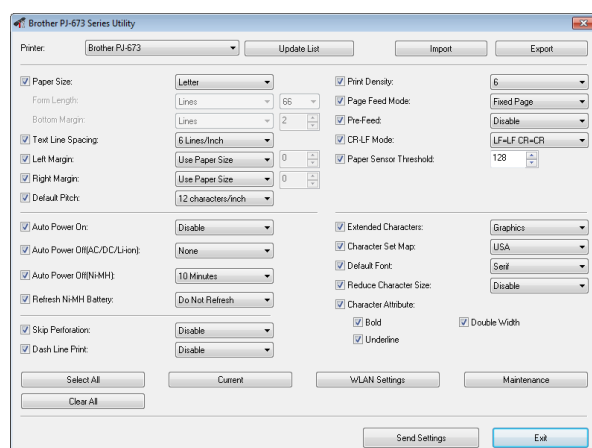 Brother PJ-673 Series Utility
Printer: Brother PJ-673 Update List Import Export
Paper Size: Letter
Form Length: Lines 66
Bottom Margin: Lines 2
Text Line Spacing: 6 Lines/Inch
Left Margin: Use Paper Size 0
Right Margin: Use Paper Size 0
Default Pitch: 12 characters/inch
Print Density: 6
Page Feed Mode: Fixed Page
Pre-Feed: Disable
CR-LF Mode: LF=LF CR=CR
Paper Sensor Threshold: 128
Auto Power On: Disable
Auto Power Off(AC/DC/Li-ion): None
Auto Power Off(Ni-MH): 10 Minutes
Refresh Ni-MH Battery: Do Not Refresh
Skip Perforation: Disable
Dash Line Print: Disable
Extended Characters: Graphics
Character Set Map: USA
Default Font: Serif
Reduce Character Size: Disable
Character Attribute:
Bold Double Width
Underline
Select All Current WLAN Settings Maintenance
Clear All
Send Settings Exit